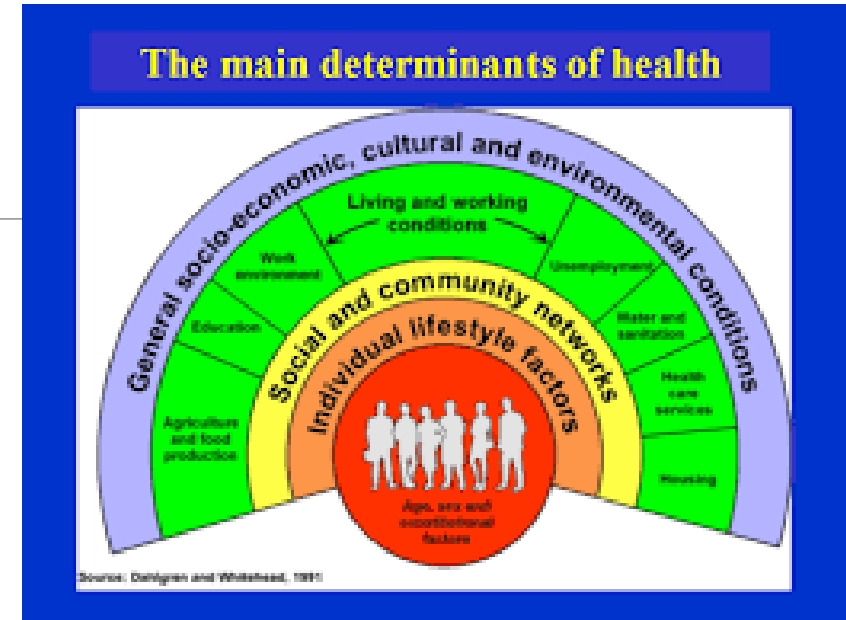 The main determinants of health
General socio-economic, cultural and environmental conditions
Living and working
conditions
Work
environment
Unemployment
Education
Water and
sanitation
Agriculture
and food
production
Health
care
services
Housing
Social and community networks
Individual lifestyle factors
Age, sex and
constitutional
factors
Source: Dahlgren and Whitehead, 1991